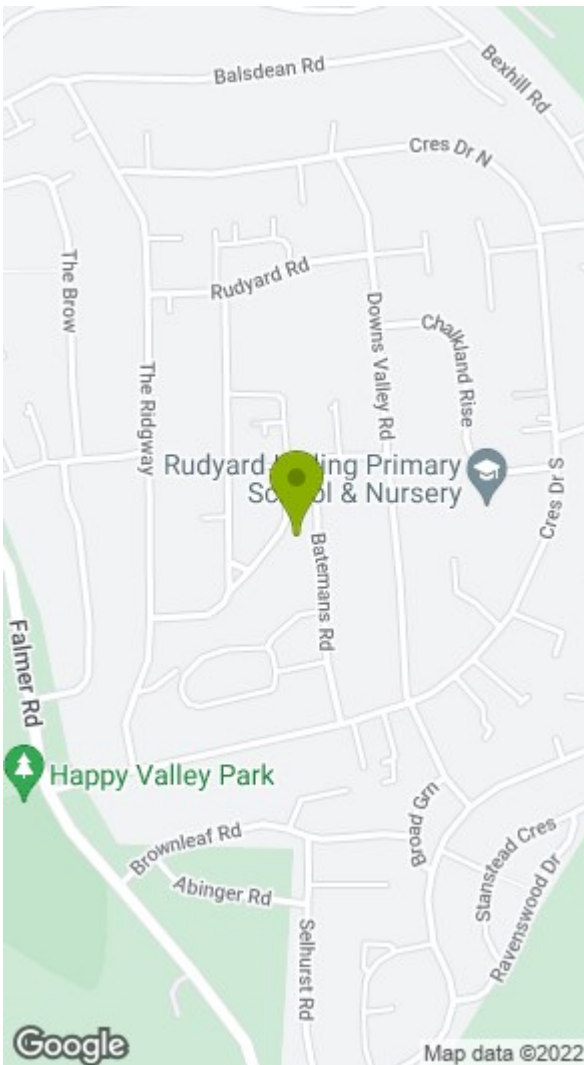 Balsdean Rd
Bexhill Rd
Cres Dr N
The Brow
Rudyard Rd
Downs Valley Rd
Chalkland Rise
The Ridgway
Rudyard Primary
School & Nursery
Cres Dr S
Batemans Rd
Falmer Rd
Happy Valley Park
Broad Grn
Brownleaf Rd
Stanstead Cres
Abinger Rd
Ravenswood Dr
Selhurst Rd
Google
Map data ©2022